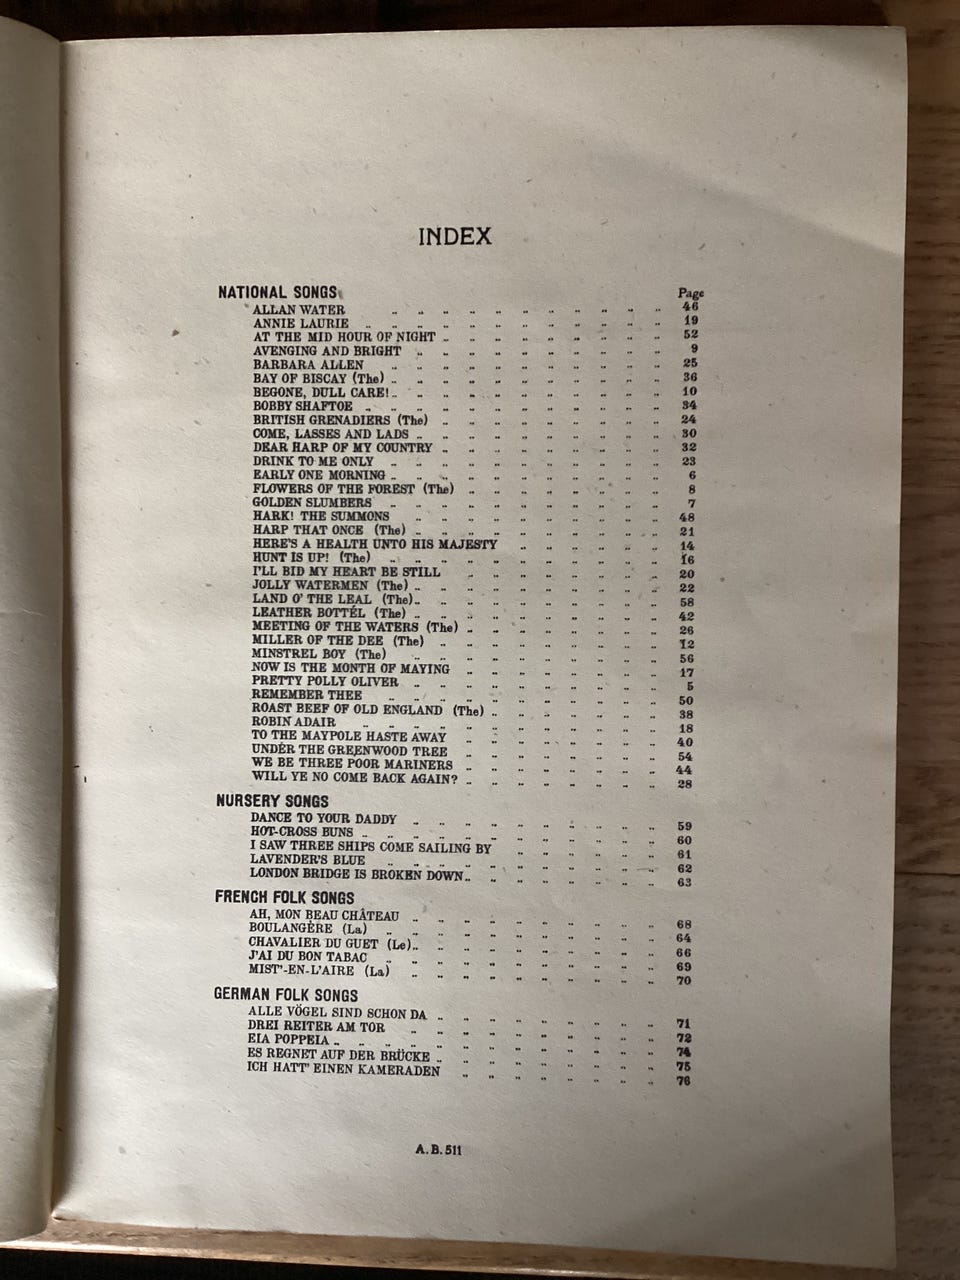 INDEX
NATIONAL SONGS Page
ALLAN WATER .. .. .. .. .. .. .. .. .. .. .. 46
ANNIE LAURIE .. .. .. .. .. .. .. .. .. .. .. .. 19
AT THE MID HOUR OF NIGHT .. .. .. .. .. .. .. .. .. 52
AVENGING AND BRIGHT .. .. .. .. .. .. .. .. .. .. 9
BARBARA ALLEN .. .. .. .. .. .. .. .. .. .. .. 25
BAY OF BISCAY (The) .. .. .. .. .. .. .. .. .. .. .. 36
BEGONE, DULL CARE! .. .. .. .. .. .. .. .. .. .. .. 10
BOBBY SHAFTOE .. .. .. .. .. .. .. .. .. .. .. .. 34
BRITISH GRENADIERS (The) .. .. .. .. .. .. .. .. .. 24
COME, LASSES AND LADS .. .. .. .. .. .. .. .. .. .. 30
DEAR HARP OF MY COUNTRY .. .. .. .. .. .. .. .. .. 32
DRINK TO ME ONLY .. .. .. .. .. .. .. .. .. .. .. 23
EARLY ONE MORNING .. .. .. .. .. .. .. .. .. .. .. 6
FLOWERS OF THE FOREST (The) .. .. .. .. .. .. .. .. 8
GOLDEN SLUMBERS .. .. .. .. .. .. .. .. .. .. .. 7
HARK! THE SUMMONS .. .. .. .. .. .. .. .. .. .. 48
HARP THAT ONCE (The) .. .. .. .. .. .. .. .. .. .. 21
HERE'S A HEALTH UNTO HIS MAJESTY .. .. .. .. .. .. 14
HUNT IS UP! (The) .. .. .. .. .. .. .. .. .. .. .. 16
I'LL BID MY HEART BE STILL .. .. .. .. .. .. .. .. 20
JOLLY WATERMEN (The) .. .. .. .. .. .. .. .. .. .. 22
LAND O' THE LEAL (The) .. .. .. .. .. .. .. .. .. .. 58
LEATHER BOTTÉL (The) .. .. .. .. .. .. .. .. .. .. 42
MEETING OF THE WATERS (The) .. .. .. .. .. .. .. .. 26
MILLER OF THE DEE (The) .. .. .. .. .. .. .. .. .. 12
MINSTREL BOY (The) .. .. .. .. .. .. .. .. .. .. 56
NOW IS THE MONTH OF MAYING .. .. .. .. .. .. .. .. 17
PRETTY POLLY OLIVER .. .. .. .. .. .. .. .. .. .. 5
REMEMBER THEE .. .. .. .. .. .. .. .. .. .. .. 50
ROAST BEEF OF OLD ENGLAND (The) .. .. .. .. .. .. .. 38
ROBIN ADAIR .. .. .. .. .. .. .. .. .. .. .. .. 18
TO THE MAYPOLE HASTE AWAY .. .. .. .. .. .. .. .. 40
UNDER THE GREENWOOD TREE .. .. .. .. .. .. .. .. 54
WE BE THREE POOR MARINERS .. .. .. .. .. .. .. .. 44
WILL YE NO COME BACK AGAIN? .. .. .. .. .. .. .. .. 28
NURSERY SONGS
DANCE TO YOUR DADDY .. .. .. .. .. .. .. .. .. .. 59
HOT-CROSS BUNS .. .. .. .. .. .. .. .. .. .. .. .. 60
I SAW THREE SHIPS COME SAILING BY .. .. .. .. .. .. 61
LAVENDER'S BLUE .. .. .. .. .. .. .. .. .. .. .. 62
LONDON BRIDGE IS BROKEN DOWN .. .. .. .. .. .. .. .. 63
FRENCH FOLK SONGS
AH, MON BEAU CHÂTEAU .. .. .. .. .. .. .. .. .. .. 68
BOULANGÈRE (La) .. .. .. .. .. .. .. .. .. .. .. 64
CHAVALIER DU GUET (Le) .. .. .. .. .. .. .. .. .. .. 66
J'AI DU BON TABAC .. .. .. .. .. .. .. .. .. .. .. 69
MIST'-EN-L'AIRE (La) .. .. .. .. .. .. .. .. .. .. 70
GERMAN FOLK SONGS
ALLE VÖGEL SIND SCHON DA .. .. .. .. .. .. .. .. .. 71
DREI REITER AM TOR .. .. .. .. .. .. .. .. .. .. 72
EIA POPPEIA .. .. .. .. .. .. .. .. .. .. .. .. .. 74
ES REGNET AUF DER BRÜCKE .. .. .. .. .. .. .. .. .. 75
ICH HATT' EINEN KAMERADEN .. .. .. .. .. .. .. .. 76
A. B. 511